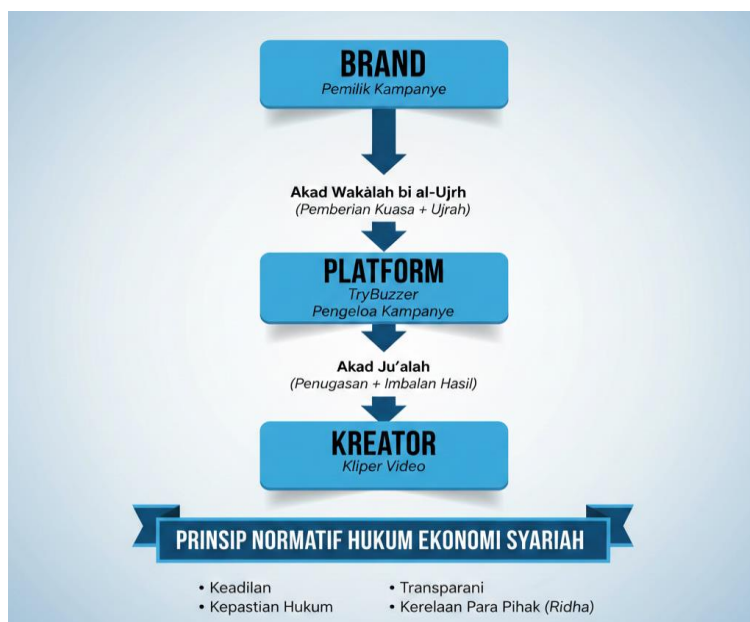 BRAND
Pemilik Kampanye
Akad Wakàlah bi al-Ujrh
(Pemberian Kuasa + Ujrah)
PLATFORM
TryBuzzer
Pengeloa Kampanye
Akad Ju’alah
(Penugasan + Imbalan Hasil)
KREATOR
Kliper Video
PRINSIP NORMATIF HUKUM EKONOMI SYARIAH
• Keadilan
• Kepastian Hukum
• Transparani
• Kerelaan Para Pihak (Ridha)